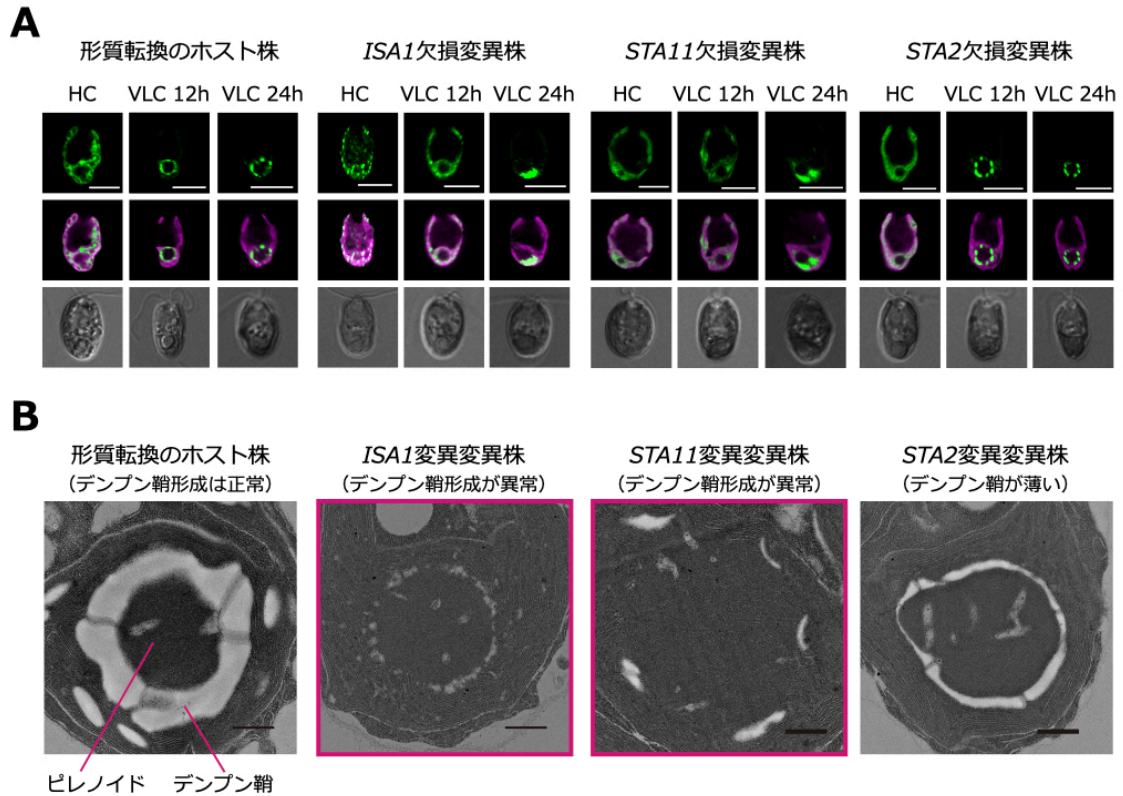 A
形質転換のホスト株
ISA1欠損変異株
STA11欠損変異株
STA2欠損変異株
HC VLC 12h VLC 24h
HC VLC 12h VLC 24h
HC VLC 12h VLC 24h
HC VLC 12h VLC 24h
B
形質転換のホスト株
(デンプン鞘形成は正常)
ISA1変異変異株
(デンプン鞘形成が異常)
STA11変異変異株
(デンプン鞘形成が異常)
STA2変異変異株
(デンプン鞘が薄い)
ピレノイド デンプン鞘